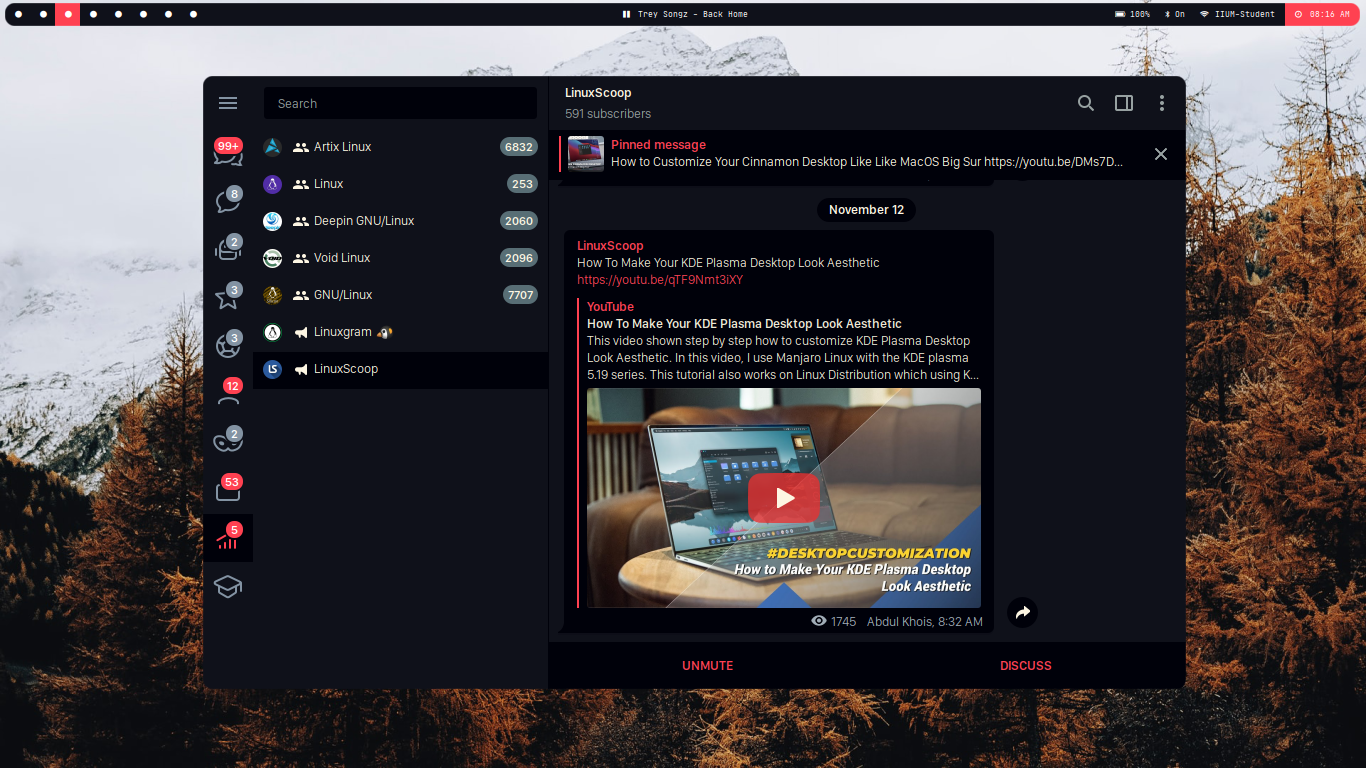 Trey Songz - Back Home
100%
On
IIUM-Student
08:16 AM
Search
99+
8
2
3
3
12
2
53
5
Artix Linux
6832
Linux
253
Deepin GNU/Linux
2060
Void Linux
2096
GNU/Linux
7707
Linuxgram
LS
LinuxScoop
LinuxScoop
591 subscribers
Pinned message
How to Customize Your Cinnamon Desktop Like Like MacOS Big Sur https://youtu.be/DMs7D...
November 12
LinuxScoop
How To Make Your KDE Plasma Desktop Look Aesthetic
https://youtu.be/qTF9Nmt3iXY
YouTube
How To Make Your KDE Plasma Desktop Look Aesthetic
This video shown step by step how to customize KDE Plasma Desktop
Look Aesthetic. In this video, I use Manjaro Linux with the KDE plasma
5.19 series. This tutorial also works on Linux Distribution which using K...
#DESKTOPCUSTOMIZATION
How to Make Your KDE Plasma Desktop
Look Aesthetic
1745
Abdul Khois, 8:32 AM
UNMUTE
DISCUSS